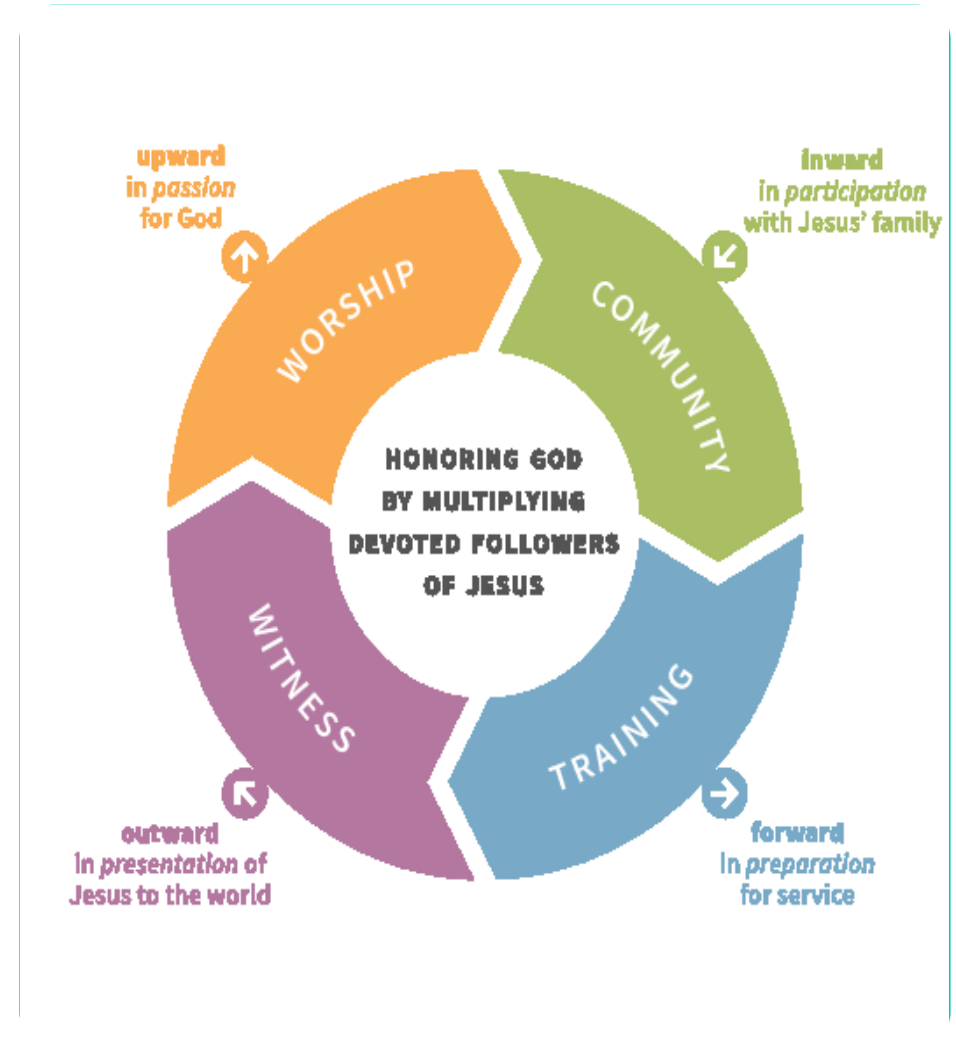 upward
in passion
for God
inward
in participation
with Jesus' family
WORSHIP
COMMUNITY
HONORING GOD
BY MULTIPLYING
DEVOTED FOLLOWERS
OF JESUS
WITNESS
TRAINING
outward
in presentation of
Jesus to the world
forward
in preparation
for service